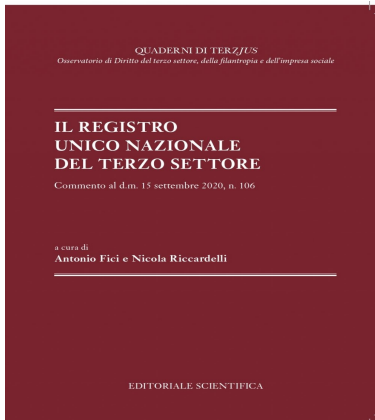 QUADERNI DI TERZJUS
Osservatorio di Diritto del terzo settore, della filantropia e dell'impresa sociale
IL REGISTRO
UNICO NAZIONALE
DEL TERZO SETTORE
Commento al d.m. 15 settembre 2020, n. 106
a cura di
Antonio Fici e Nicola Riccardelli
EDITORIALE SCIENTIFICA